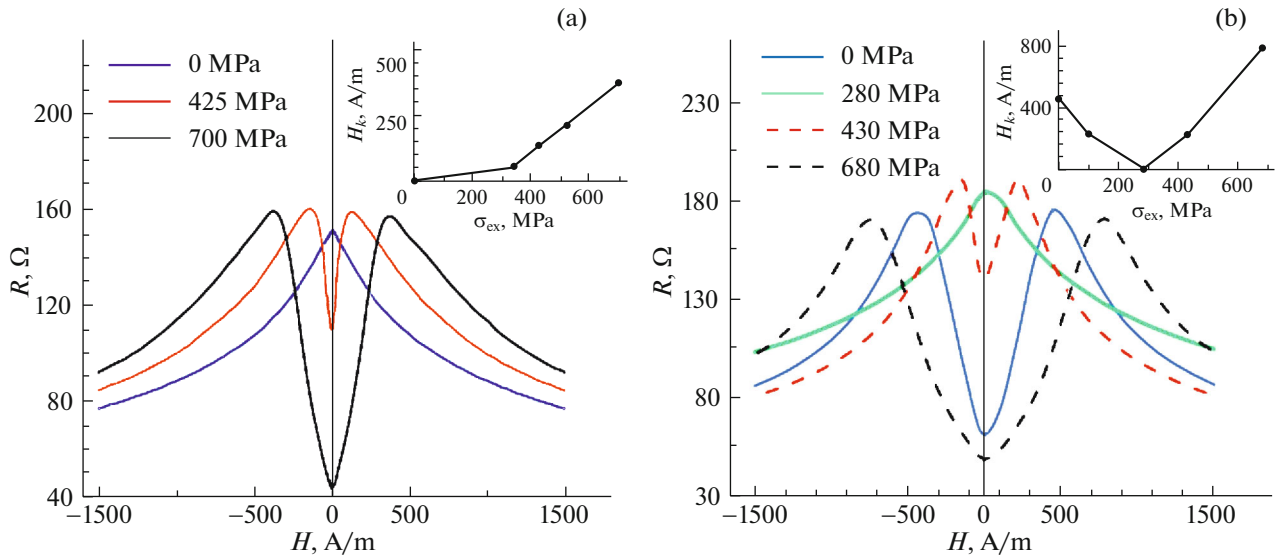 (a)
0 MPa
425 MPa
700 MPa
220
200
160
120
80
40
R, Ω
–1500
–500
0
500
1500
H, A/m
500
250
0
H_k, A/m
200
400
600
σ_ex, MPa
(b)
0 MPa
280 MPa
430 MPa
680 MPa
230
180
130
80
30
R, Ω
–1500
–500
0
500
1500
H, A/m
800
400
0
H_k, A/m
200
400
600
σ_ex, MPa